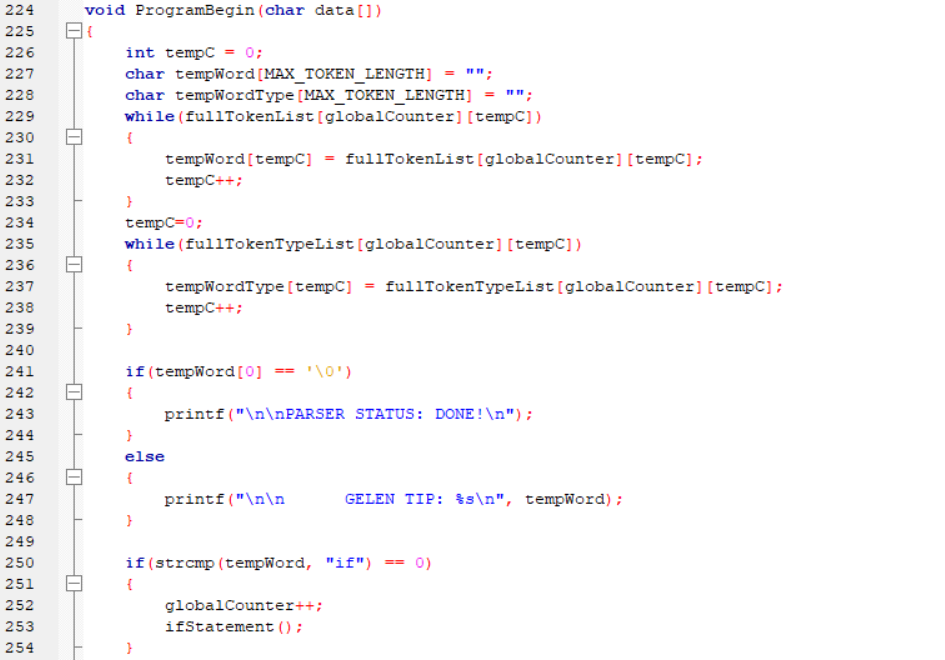 224 void ProgramBegin(char data[])
225 {
226     int tempC = 0;
227     char tempWord[MAX_TOKEN_LENGTH] = "";
228     char tempWordType[MAX_TOKEN_LENGTH] = "";
229     while(fullTokenList[globalCounter][tempC])
230     {
231         tempWord[tempC] = fullTokenList[globalCounter][tempC];
232         tempC++;
233     }
234     tempC=0;
235     while(fullTokenTypeList[globalCounter][tempC])
236     {
237         tempWordType[tempC] = fullTokenTypeList[globalCounter][tempC];
238         tempC++;
239     }
240
241     if(tempWord[0] == '\0')
242     {
243         printf("\n\nPARSER STATUS: DONE!\n");
244     }
245     else
246     {
247         printf("\n\n      GELEN TIP: %s\n", tempWord);
248     }
249
250     if(strcmp(tempWord, "if") == 0)
251     {
252         globalCounter++;
253         ifStatement();
254     }